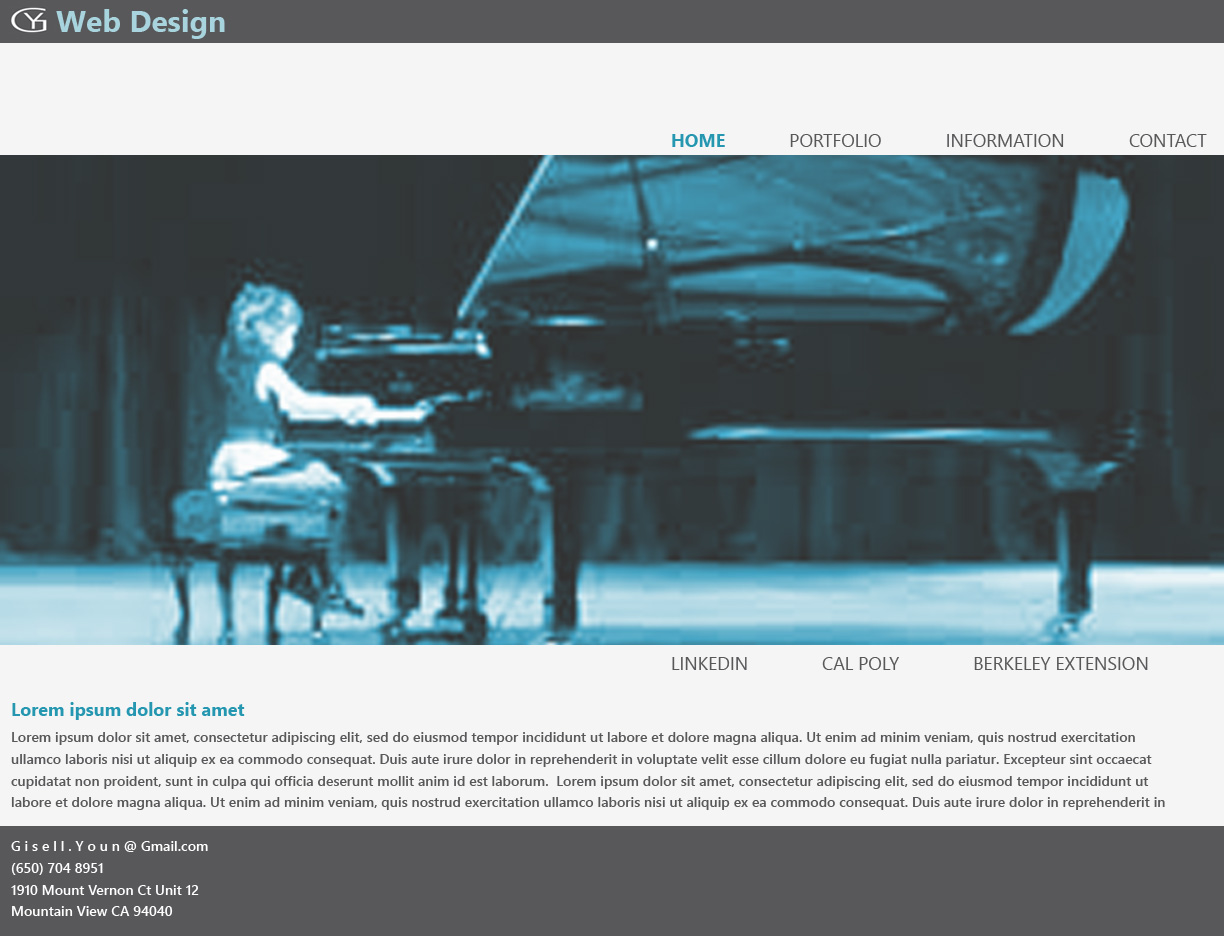 GY Web Design
HOME PORTFOLIO INFORMATION CONTACT
LINKEDIN CAL POLY BERKELEY EXTENSION
Lorem ipsum dolor sit amet
Lorem ipsum dolor sit amet, consectetur adipiscing elit, sed do eiusmod tempor incididunt ut labore et dolore magna aliqua. Ut enim ad minim veniam, quis nostrud exercitation
ullamco laboris nisi ut aliquip ex ea commodo consequat. Duis aute irure dolor in reprehenderit in voluptate velit esse cillum dolore eu fugiat nulla pariatur. Excepteur sint occaecat
cupidatat non proident, sunt in culpa qui officia deserunt mollit anim id est laborum.  Lorem ipsum dolor sit amet, consectetur adipiscing elit, sed do eiusmod tempor incididunt ut
labore et dolore magna aliqua. Ut enim ad minim veniam, quis nostrud exercitation ullamco laboris nisi ut aliquip ex ea commodo consequat. Duis aute irure dolor in reprehenderit in
G i s e l l . Y o u n @ Gmail.com
(650) 704 8951
1910 Mount Vernon Ct Unit 12
Mountain View CA 94040